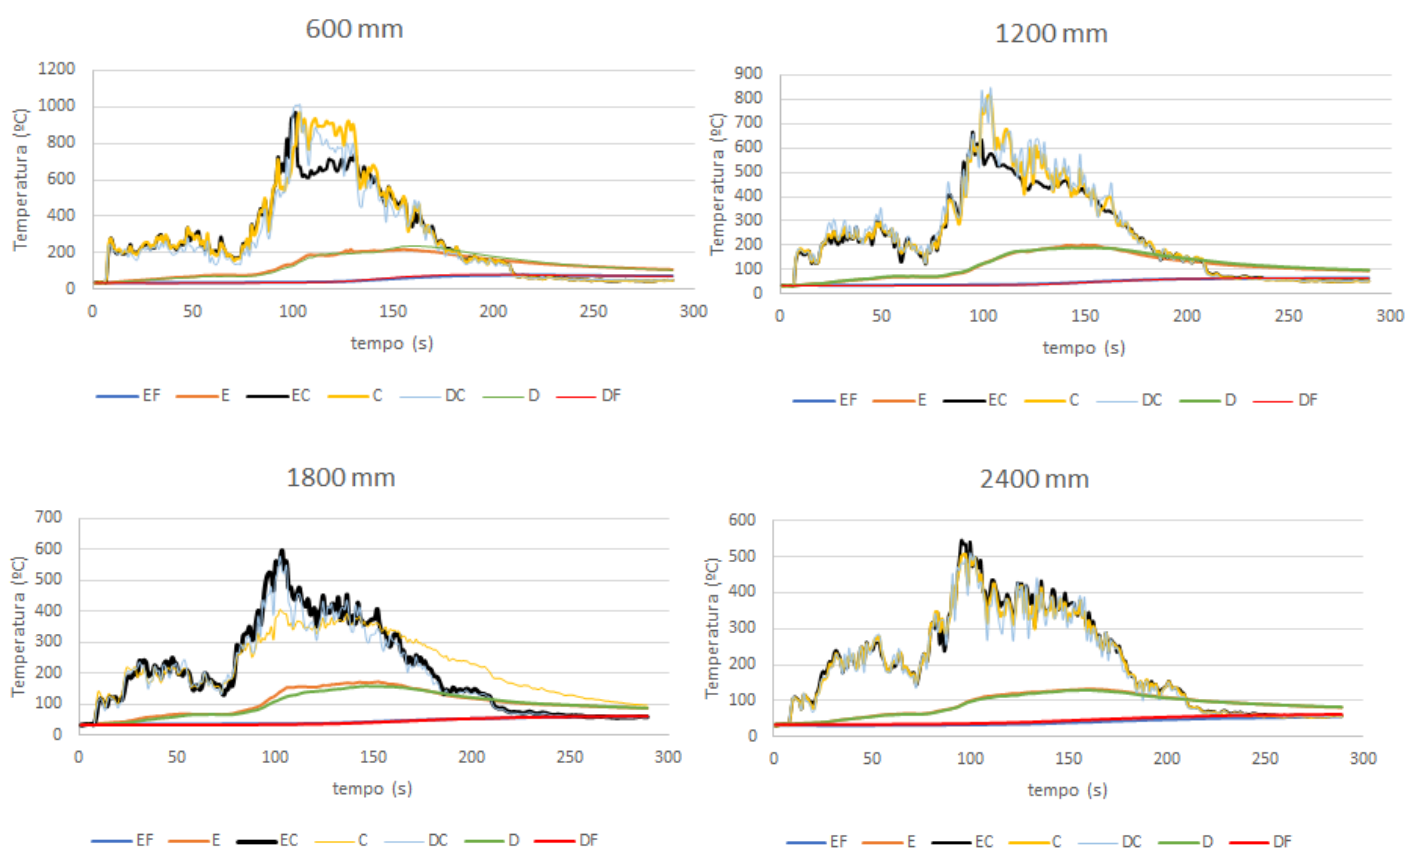 600 mm
1200
1000
800
600
400
200
0
Temperatura (ºC)
0 50 100 150 200 250 300
tempo (s)
EF E EC C DC D DF
1200 mm
900
800
700
600
500
400
300
200
100
0
Temperatura (ºC)
0 50 100 150 200 250 300
tempo (s)
EF E EC C DC D DF
1800 mm
700
600
500
400
300
200
100
0
Temperatura (ºC)
0 50 100 150 200 250 300
tempo (s)
EF E EC C DC D DF
2400 mm
600
500
400
300
200
100
0
Temperatura (ºC)
0 50 100 150 200 250 300
tempo (s)
EF E EC C DC D DF